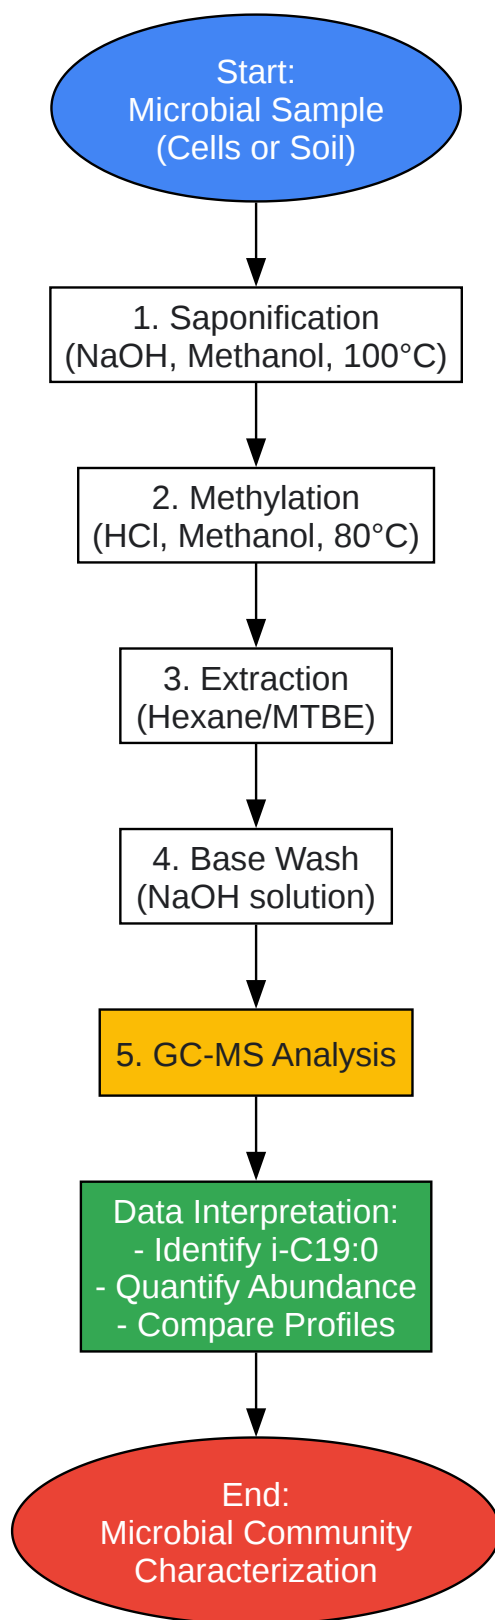 Start:
Microbial Sample
(Cells or Soil)
1. Saponification
(NaOH, Methanol, 100°C)
2. Methylation
(HCl, Methanol, 80°C)
3. Extraction
(Hexane/MTBE)
4. Base Wash
(NaOH solution)
5. GC-MS Analysis
Data Interpretation:
- Identify i-C19:0
- Quantify Abundance
- Compare Profiles
End:
Microbial Community
Characterization